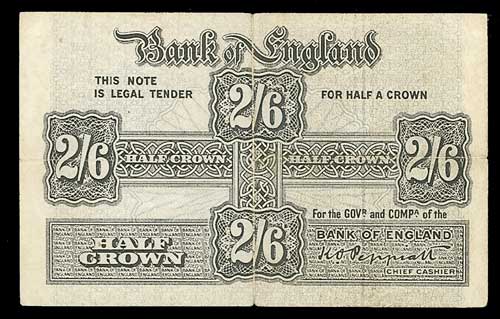 Bank of England
THIS NOTE
IS LEGAL TENDER
FOR HALF A CROWN
2/6
2/6
HALF CROWN
HALF CROWN
2/6
For the GOVR and COMPA of the
BANK OF ENGLAND
K.O. Peppiatt
CHIEF CASHIER
HALF
CROWN
2/6